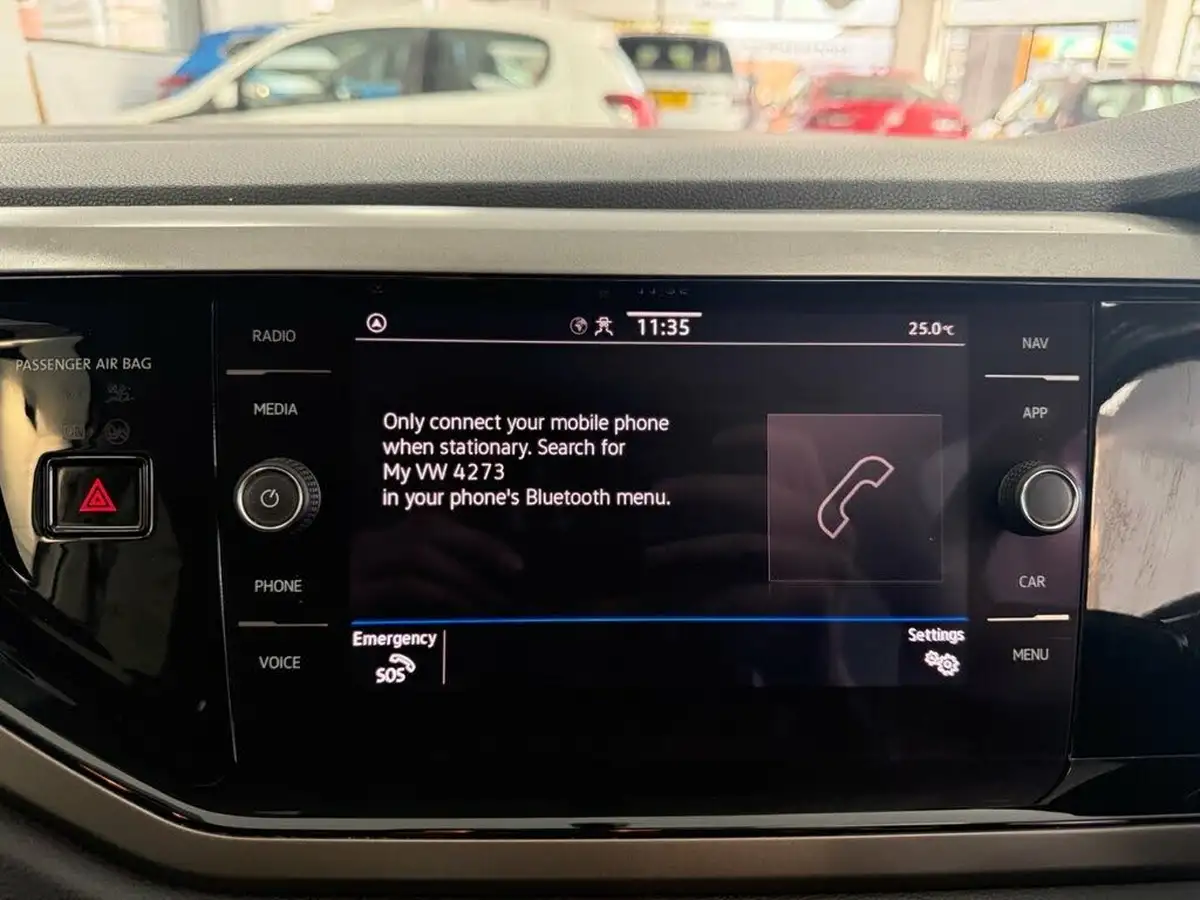 PASSENGER AIR BAG
RADIO
MEDIA
PHONE
VOICE
11:35
25.0°C
Only connect your mobile phone
when stationary. Search for
My VW 4273
in your phone's Bluetooth menu.
Emergency
SOS
Settings
NAV
APP
CAR
MENU